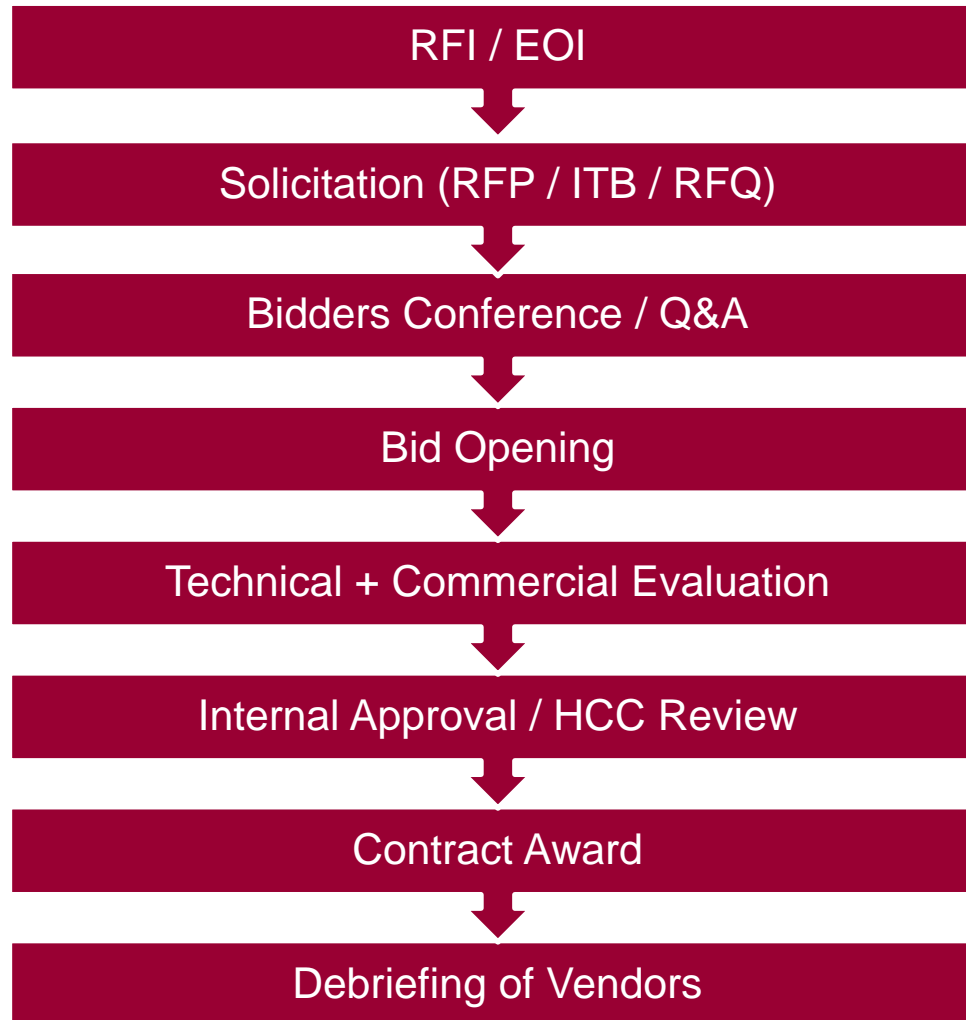 RFI / EOI
Solicitation (RFP / ITB / RFQ)
Bidders Conference / Q&A
Bid Opening
Technical + Commercial Evaluation
Internal Approval / HCC Review
Contract Award
Debriefing of Vendors